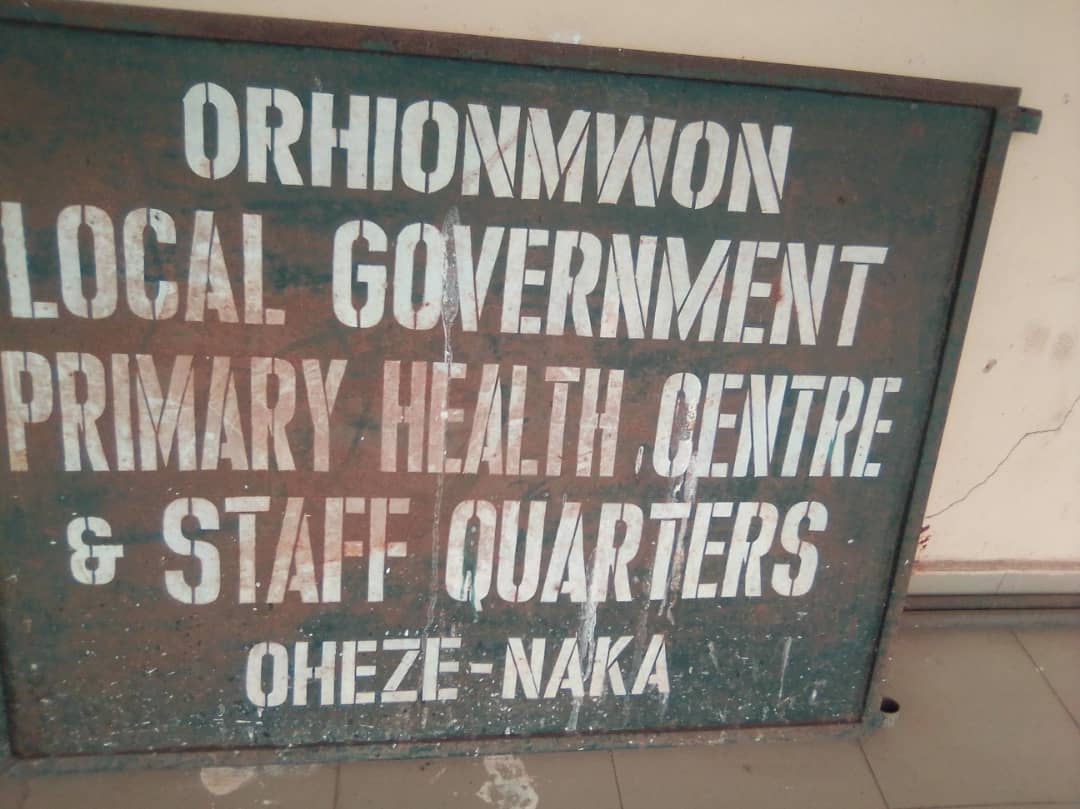 ORHIONMWON
LOCAL GOVERNMENT
PRIMARY HEALTH CENTRE
& STAFF QUARTERS
OHEZE-NAKA